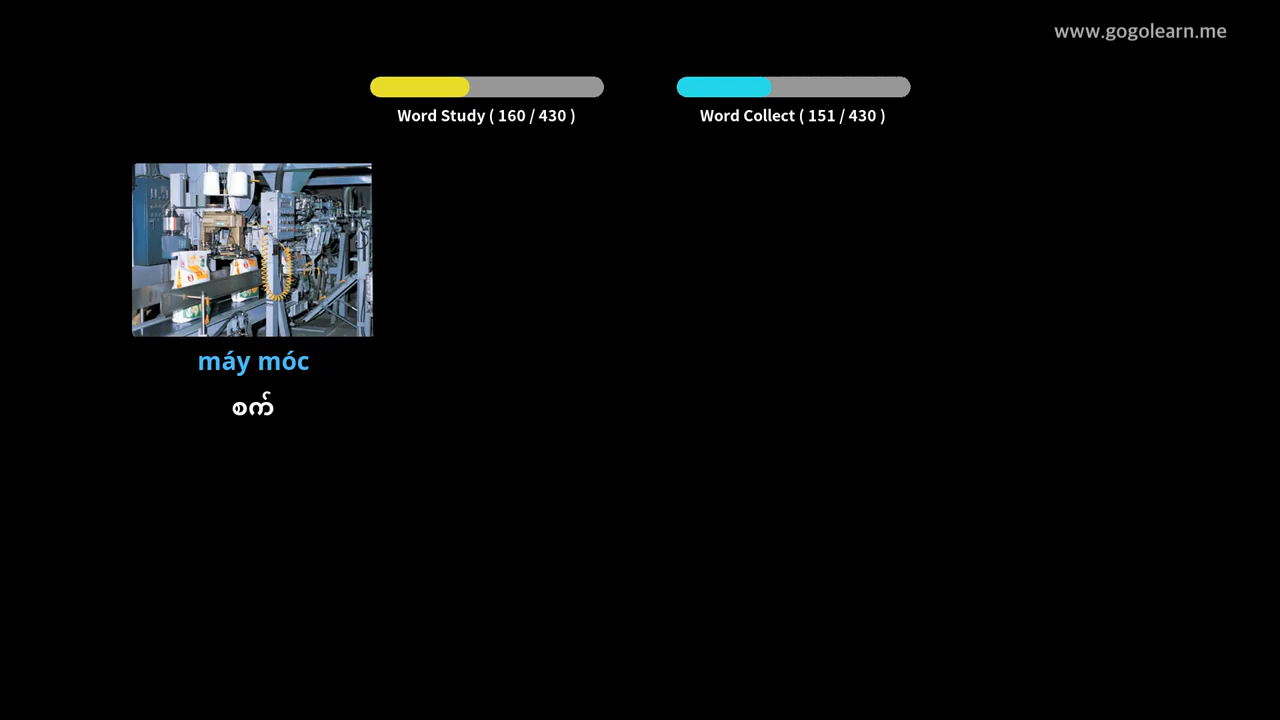 www.gogolearn.me
Word Study ( 160 / 430 )
Word Collect ( 151 / 430 )
máy móc
စက်